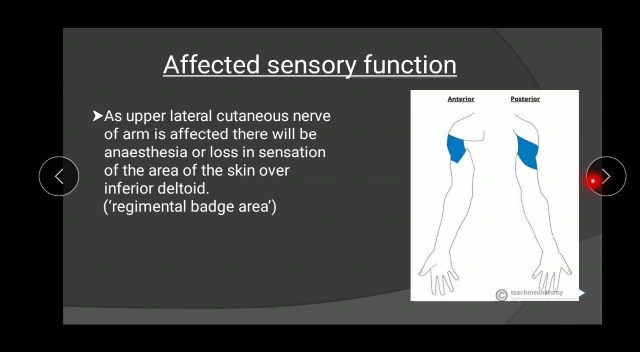 Affected sensory function
➤As upper lateral cutaneous nerve
of arm is affected there will be
anaesthesia or loss in sensation
of the area of the skin over
inferior deltoid.
(‘regimental badge area’)
Anterior Posterior
© teachmeanatomy